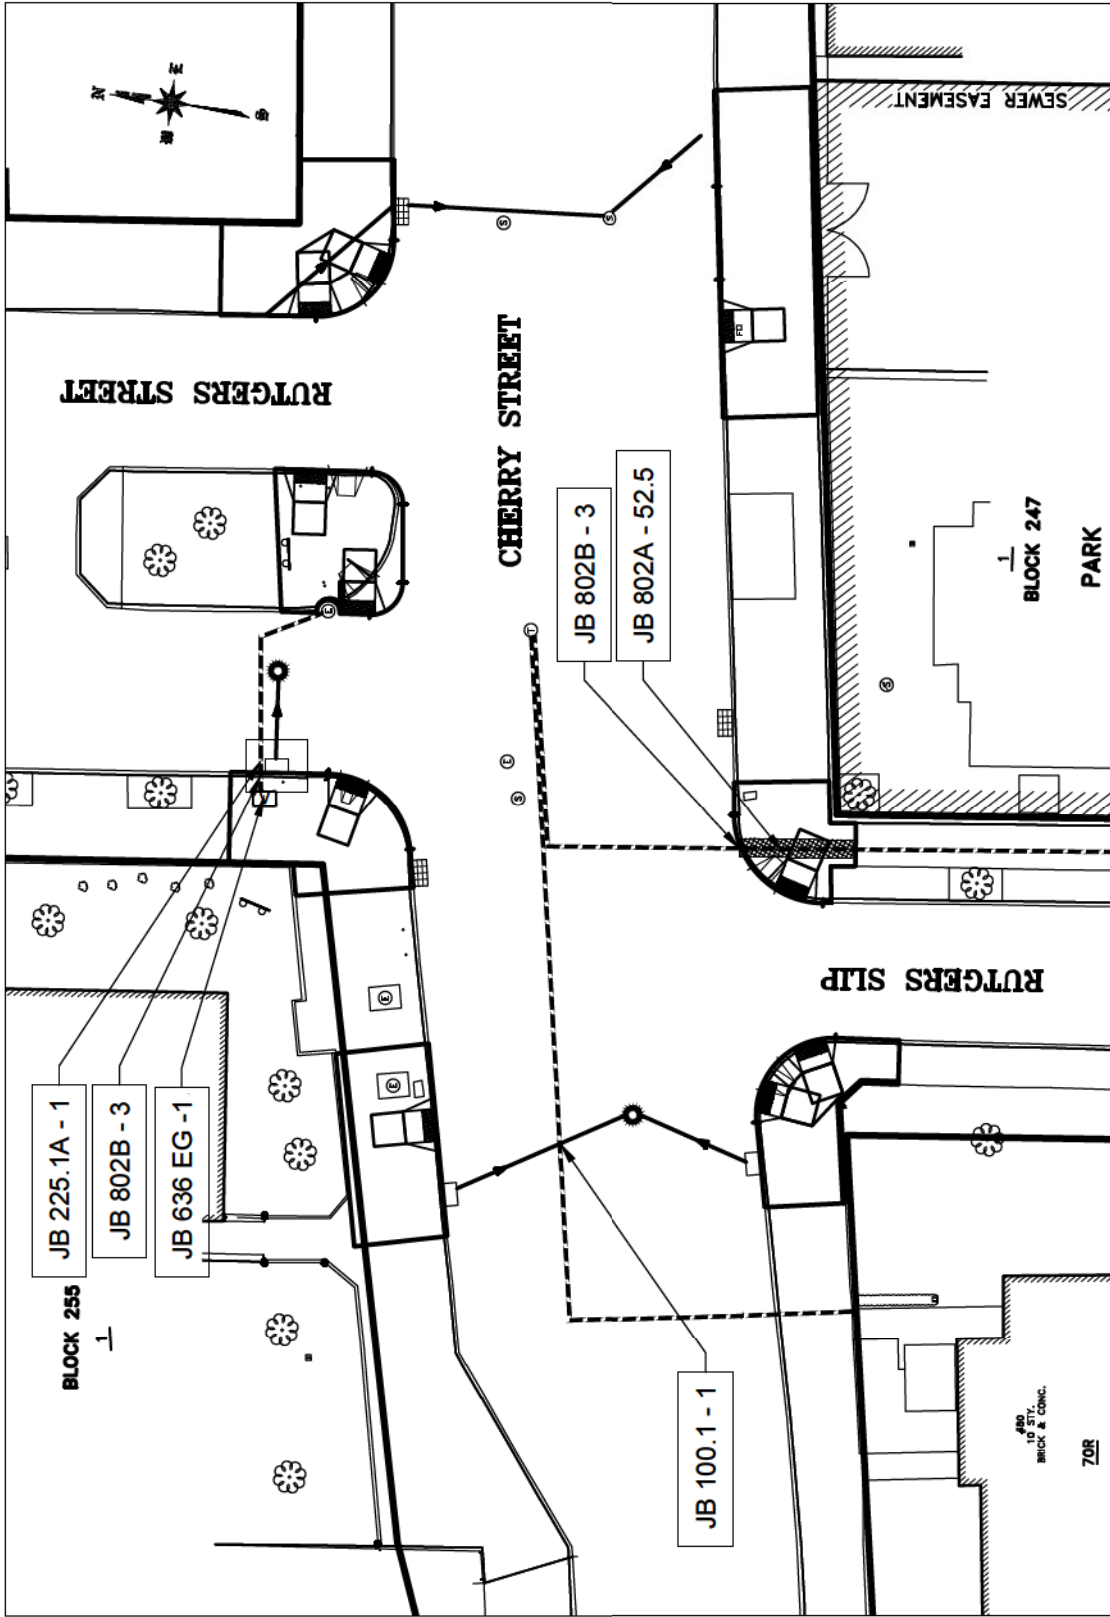 N
E
W
S
SEWER EASEMENT
RUTGERS STREET
CHERRY STREET
JB 802B - 3
JB 802A - 52.5
1
BLOCK 247
PARK
JB 225.1A - 1
JB 802B - 3
JB 636 EG -1
BLOCK 255
1
RUTGERS SLIP
JB 100.1 - 1
480
10 STY.
BRICK & CONC.
70R
E
E
E
E
T
S
S
S
S